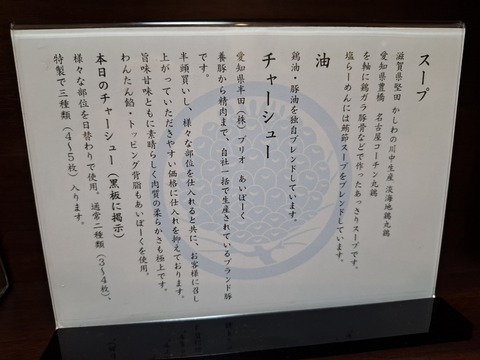 スープ
滋賀県堅田 かしわの川中生産 淡海地鶏丸鶏
愛知県豊橋 名古屋コーチン丸鶏
を軸に鶏ガラ豚骨などで作ったあっさりスープです。
塩らーめんには鮪節スープをブレンドしています。
油
鶏油・豚油を独自ブレンドしています。
チャーシュー
愛知県半田(株)ブリオ あいぽーく
養豚から精肉まで、自社一括で生産されているブランド豚
です。
半頭買いし、様々な部位を仕入れると共に、お客様に召し
上がっていただきやすい価格に仕入れを抑えております。
旨味甘味ともに素晴らしく肉質の柔らかさも極上です。
わんたん餡・トッピング背脂もあいぽーくを使用。
本日のチャーシュー(黒板に掲示)
様々な部位を日替わりで使用。通常二種類(3〜4枚)、
特製で三種類(4〜5枚)入ります。